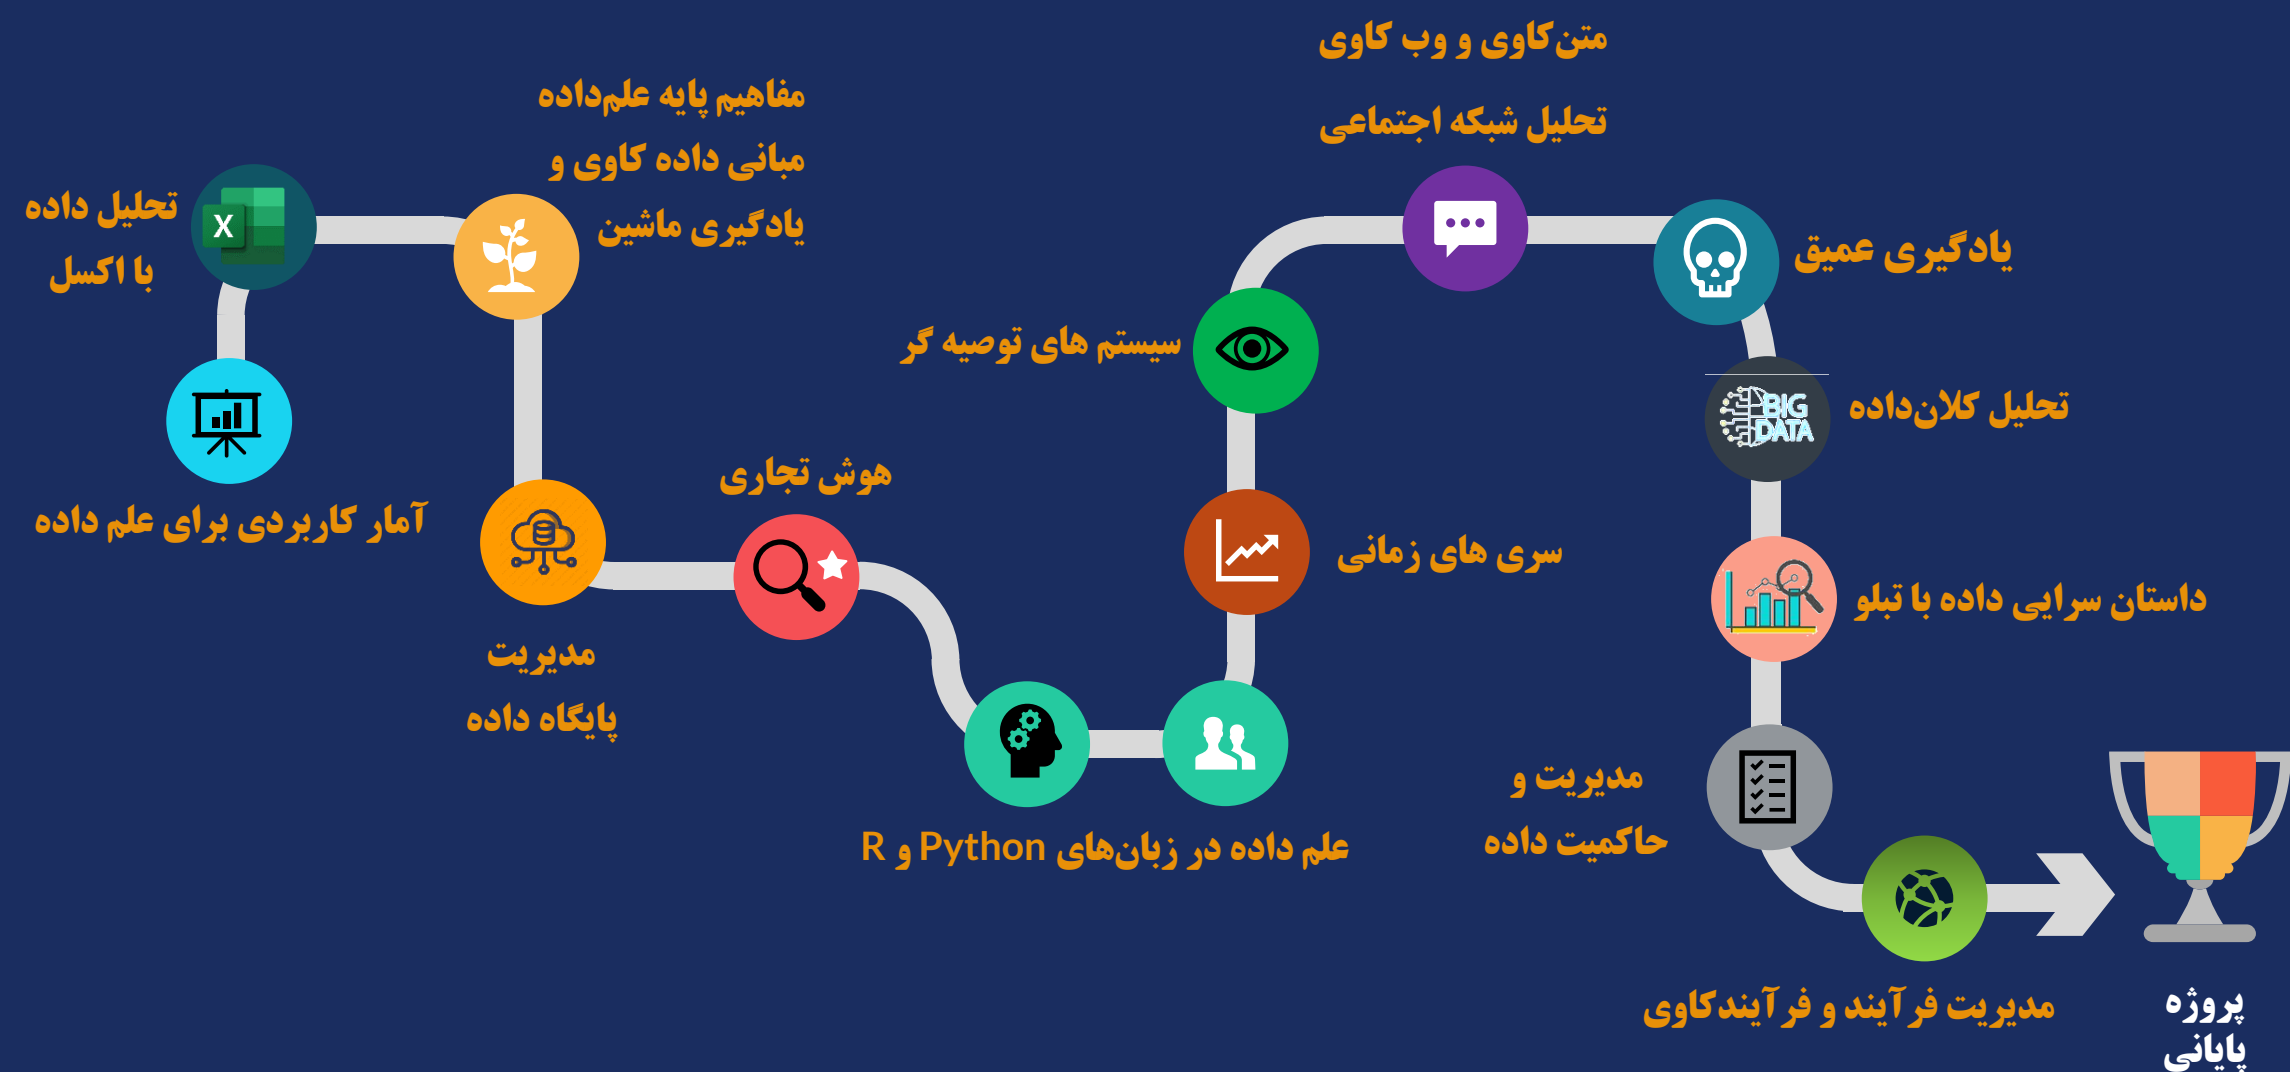 آمار کاربردی برای علم داده
تحلیل داده
با اکسل
X
مفاهیم پایه علم‌داده
مبانی داده کاوی و
یادگیری ماشین
مدیریت
پایگاه داده
هوش تجاری
علم داده در زبان‌های Python و R
سری های زمانی
سیستم های توصیه گر
متن‌کاوی و وب کاوی
تحلیل شبکه اجتماعی
یادگیری عمیق
BIG
DATA
تحلیل کلان‌داده
داستان سرایی داده با تبلو
مدیریت و
حاکمیت داده
مدیریت فرآیند و فرآیندکاوی
پروژه
پایانی